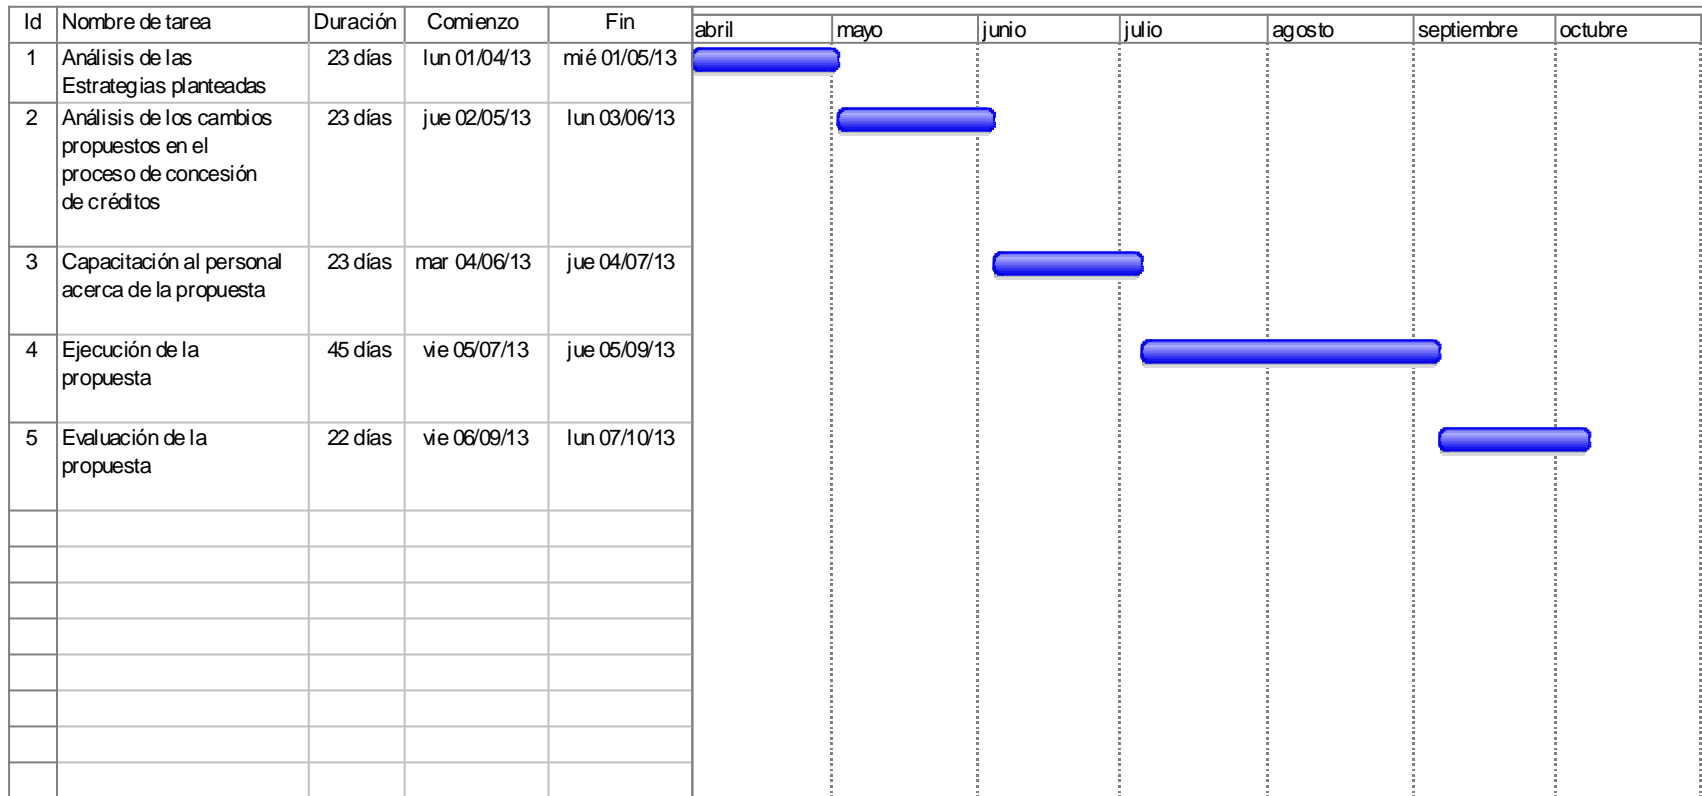 Id Nombre de tarea Duración Comienzo Fin
abril mayo junio julio agosto septiembre octubre
1 Análisis de las 23 días lun 01/04/13 mié 01/05/13
Estrategias planteadas
2 Análisis de los cambios 23 días jue 02/05/13 lun 03/06/13
propuestos en el
proceso de concesión
de créditos
3 Capacitación al personal 23 días mar 04/06/13 jue 04/07/13
acerca de la propuesta
4 Ejecución de la 45 días vie 05/07/13 jue 05/09/13
propuesta
5 Evaluación de la 22 días vie 06/09/13 lun 07/10/13
propuesta